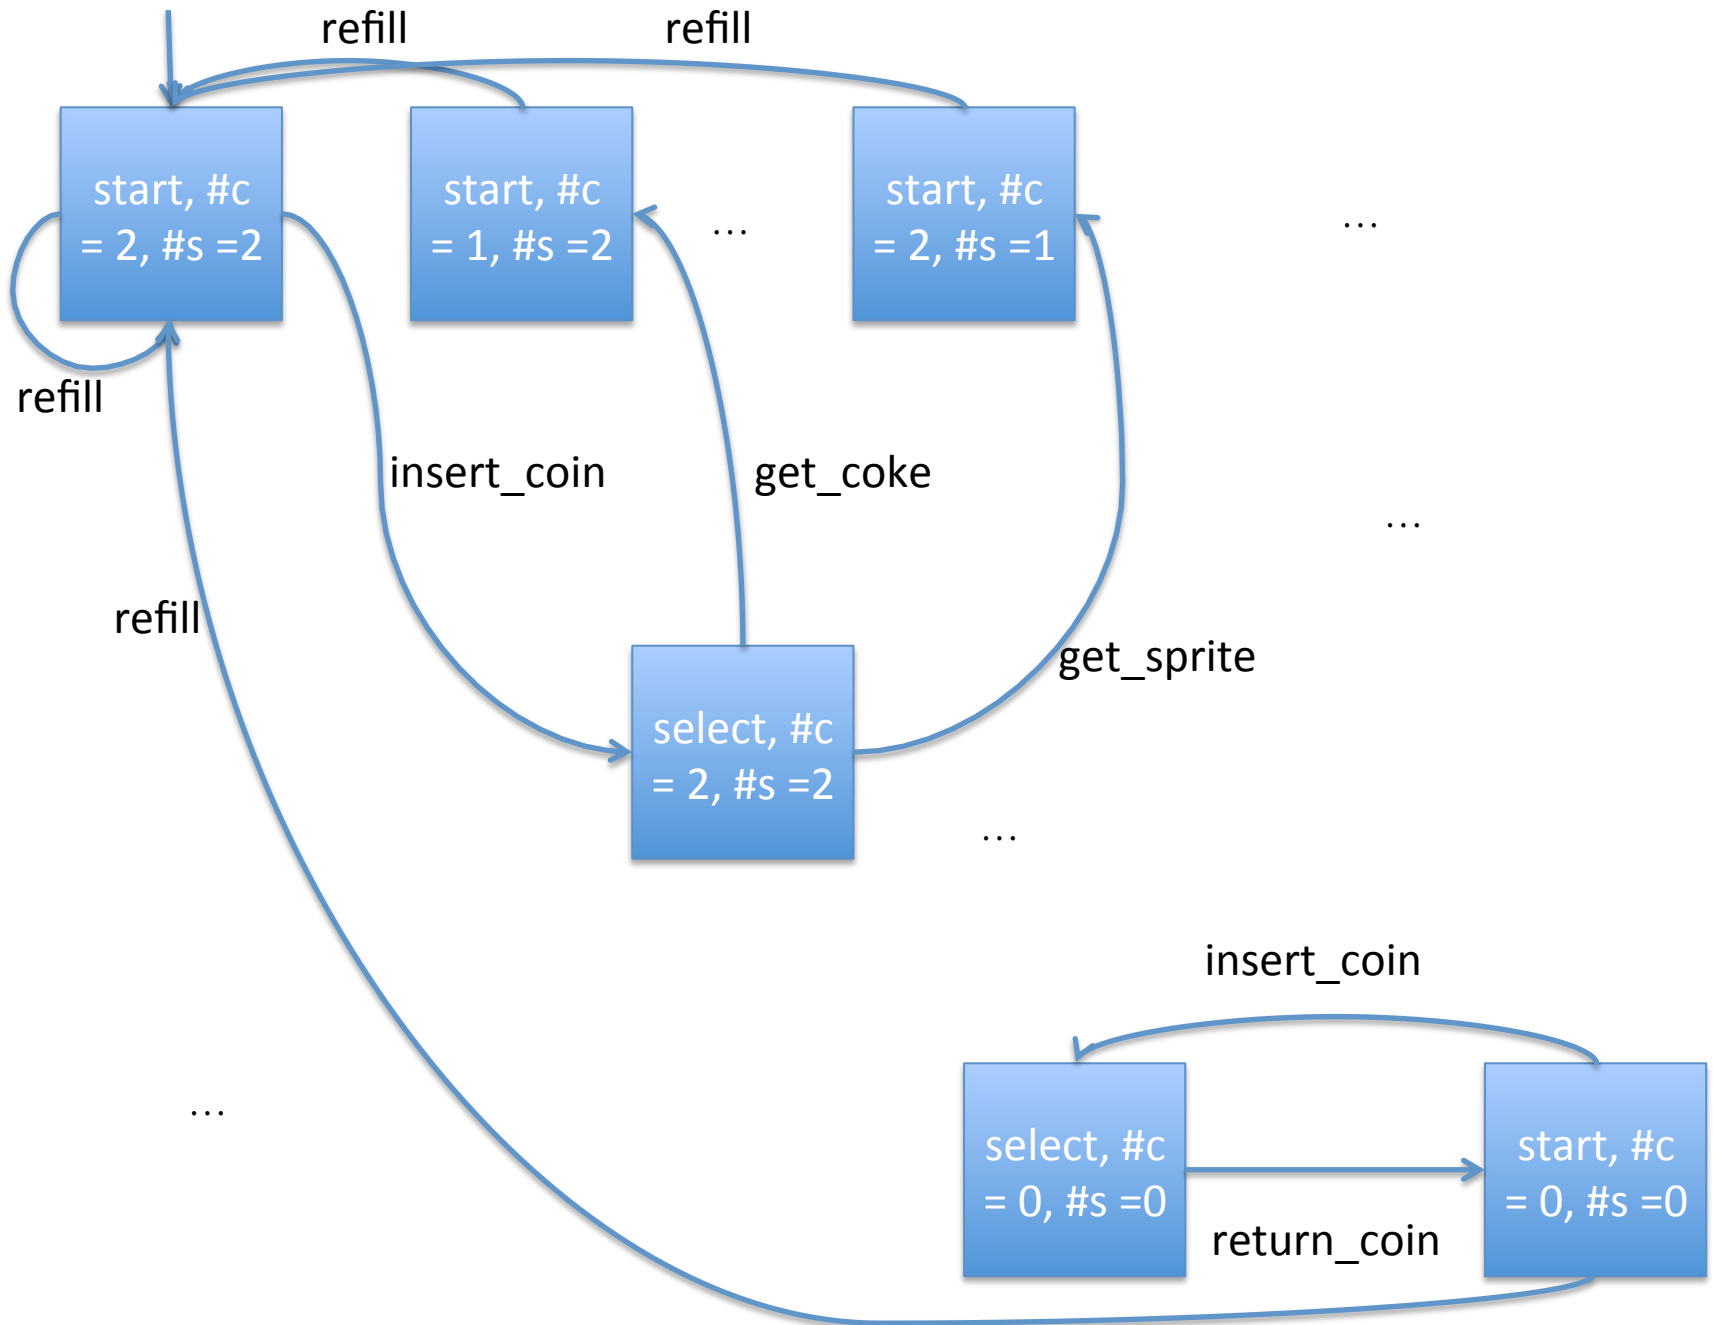 refill
refill
start, #c
= 2, #s =2
start, #c
= 1, #s =2
...
start, #c
= 2, #s =1
...
refill
insert_coin
get_coke
...
refill
get_sprite
select, #c
= 2, #s =2
...
insert_coin
...
select, #c
= 0, #s =0
start, #c
= 0, #s =0
return_coin